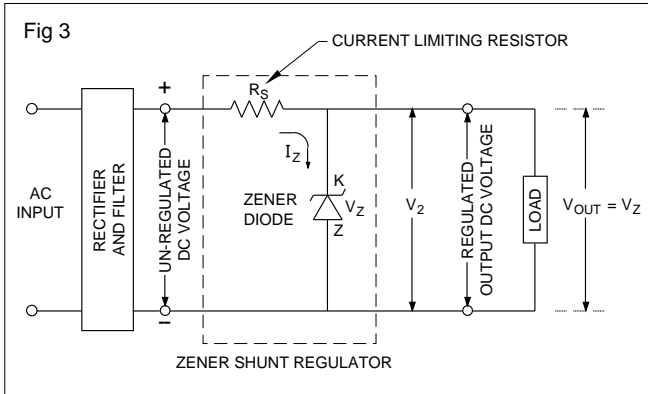 Fig 3
CURRENT LIMITING RESISTOR
+
RS
IZ
AC
INPUT
RECTIFIER
AND FILTER
UN-REGULATED
DC VOLTAGE
ZENER
DIODE
K
VZ
Z
V2
REGULATED
OUTPUT DC VOLTAGE
LOAD
VOUT = VZ
–
ZENER SHUNT REGULATOR